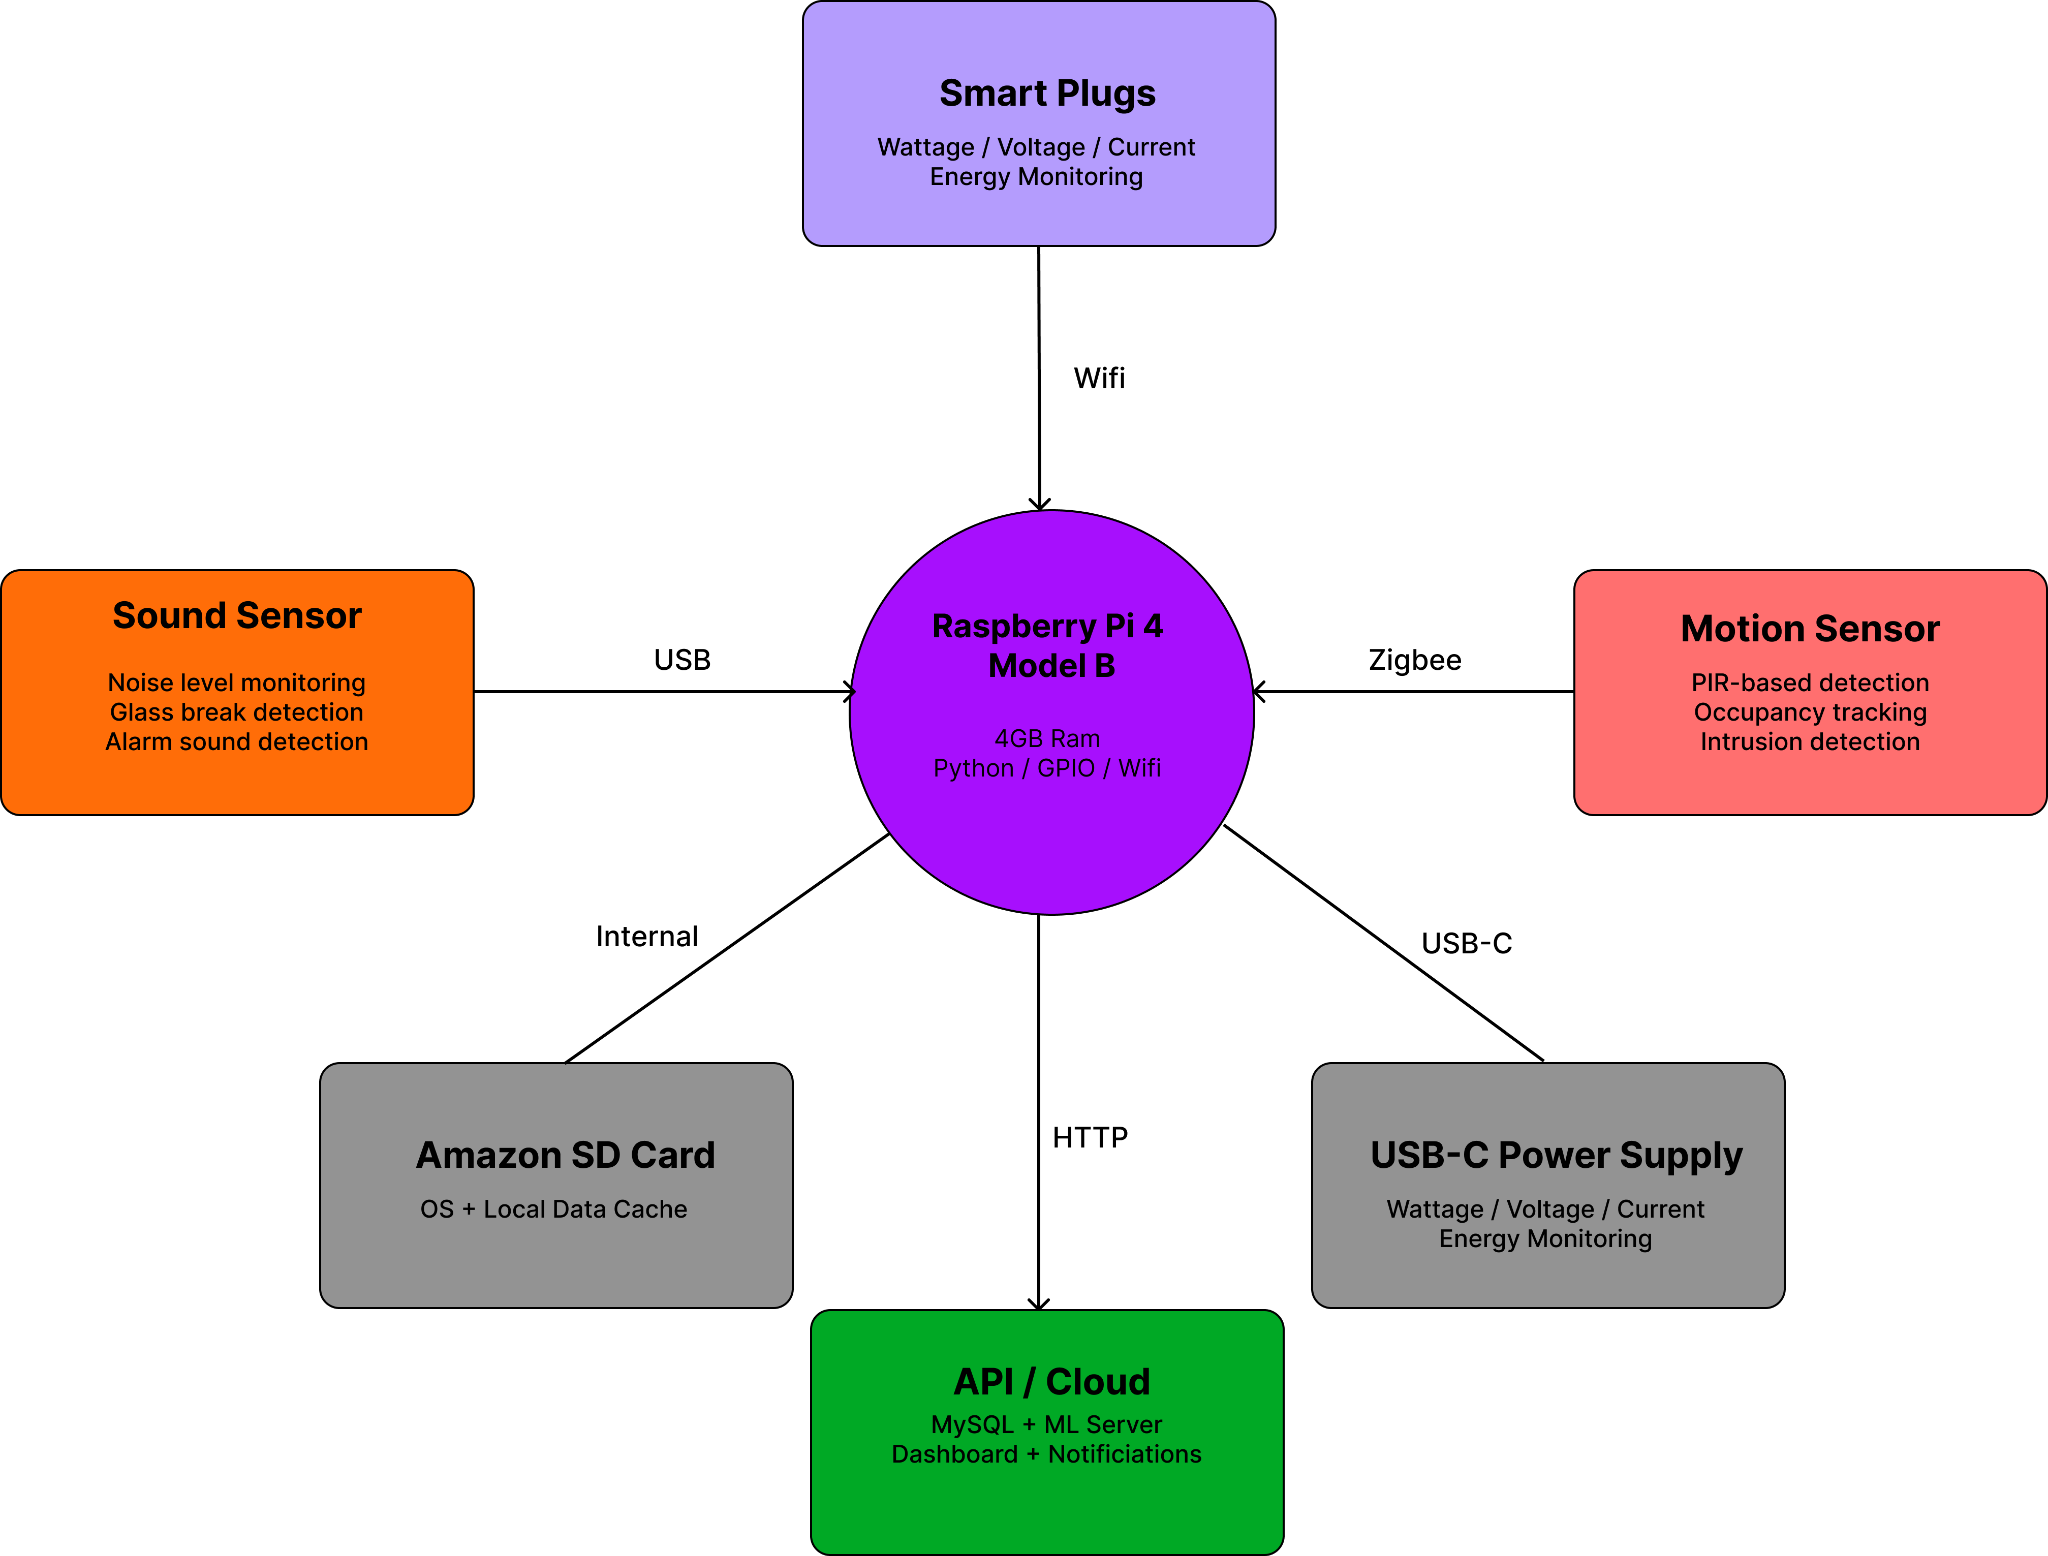 Smart Plugs
Wattage / Voltage / Current
Energy Monitoring
Wifi
Sound Sensor
Noise level monitoring
Glass break detection
Alarm sound detection
USB
Raspberry Pi 4
Model B
4GB Ram
Python / GPIO / Wifi
Zigbee
Motion Sensor
PIR-based detection
Occupancy tracking
Intrusion detection
Internal
USB-C
Amazon SD Card
OS + Local Data Cache
HTTP
USB-C Power Supply
Wattage / Voltage / Current
Energy Monitoring
API / Cloud
MySQL + ML Server
Dashboard + Notificiations